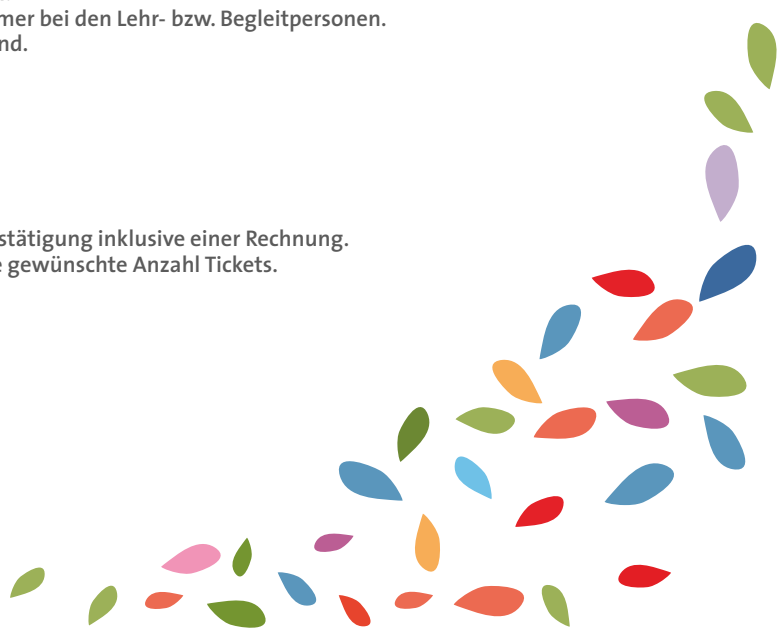 mer bei den Lehr- bzw. Begleitpersonen.
nd.
stätigung inklusive einer Rechnung.
e gewünschte Anzahl Tickets.